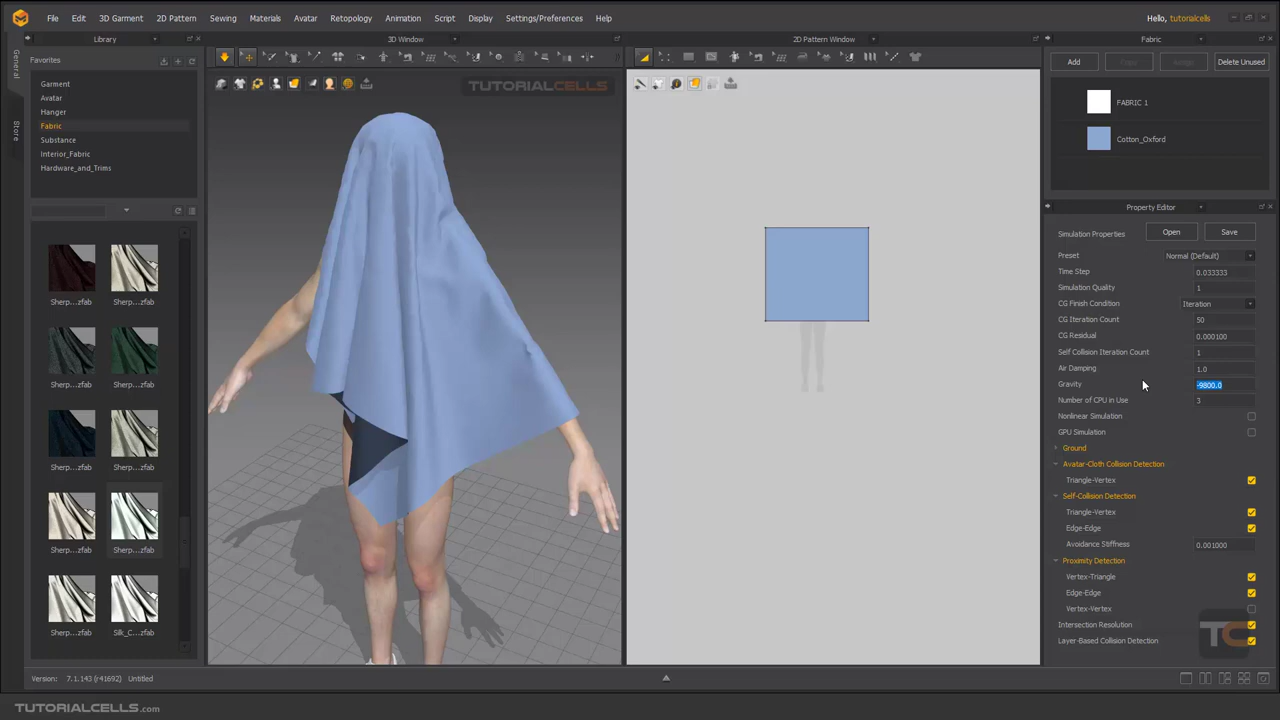 File Edit 3D Garment 2D Pattern Sewing Materials Avatar Retopology Animation Script Display Settings/Preferences Help Hello, tutorialcells
Library 3D Window 2D Pattern Window Fabric
General
Store
Favorites
Garment
Avatar
Hanger
Fabric
Substance
Interior_Fabric
Hardware_and_Trims
Sherp...zfab Sherp...zfab
Sherp...zfab Sherp...zfab
Sherp...zfab Sherp...zfab
Sherp...zfab Sherp...zfab
Sherp...zfab Silk_C...zfab
TUTORIALCELLS
Add Copy Assign Delete Unused
FABRIC 1
Cotton_Oxford
Property Editor
Simulation Properties Open Save
Preset Normal (Default)
Time Step 0.033333
Simulation Quality 1
CG Finish Condition Iteration
CG Iteration Count 50
CG Residual 0.000100
Self Collision Iteration Count 1
Air Damping 1.0
Gravity -9800.0
Number of CPU in Use 3
Nonlinear Simulation
GPU Simulation
Ground
Avatar-Cloth Collision Detection
Triangle-Vertex
Self-Collision Detection
Triangle-Vertex
Edge-Edge
Avoidance Stiffness 0.001000
Proximity Detection
Vertex-Triangle
Edge-Edge
Vertex-Vertex
Intersection Resolution
Layer-Based Collision Detection
TC
Version: 7.1.143 (r41692) Untitled
TUTORIALCELLS.com